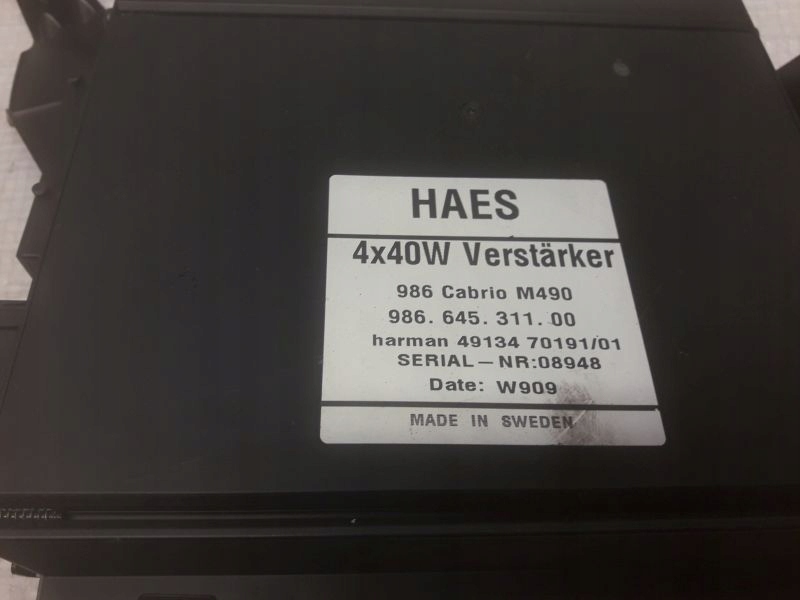 HAES
4x40W Verstärker
986 Cabrio M490
986. 645. 311. 00
harman 49134 70191/01
SERIAL－NR:08948
Date: W909
MADE IN SWEDEN